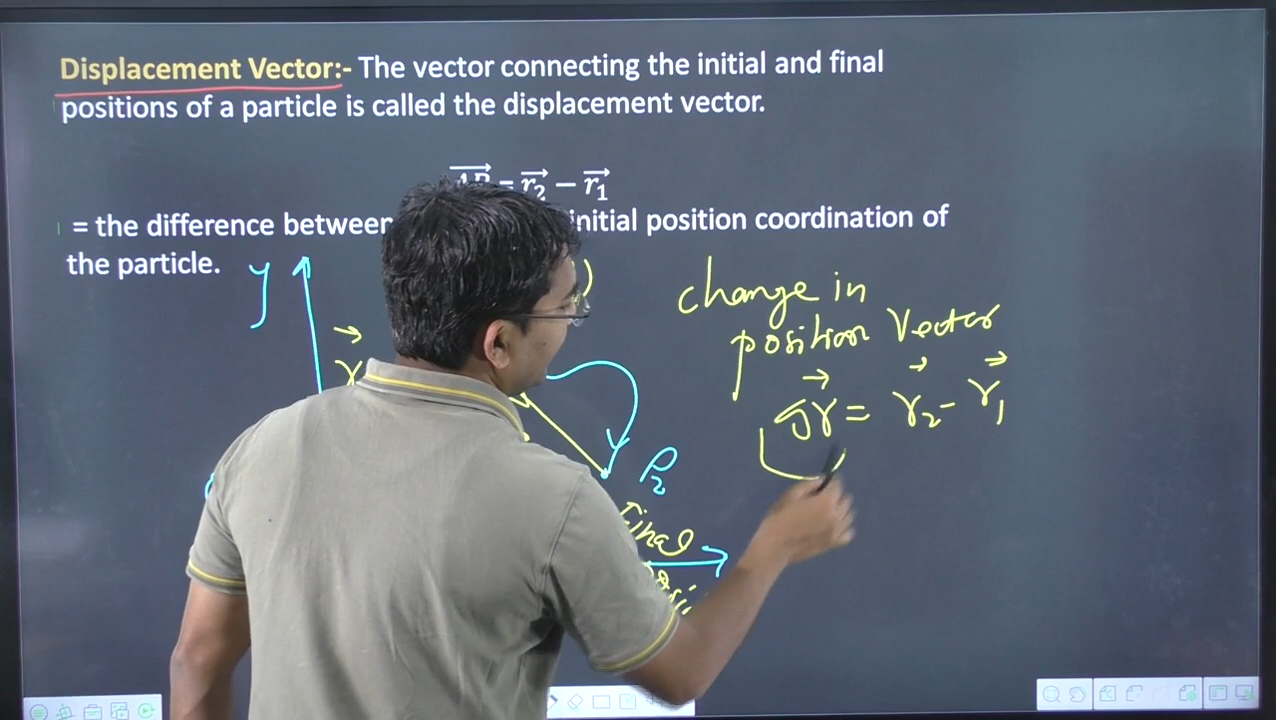 Displacement Vector:- The vector connecting the initial and final
positions of a particle is called the displacement vector.
= r₂ − r₁
= the difference between initial position coordination of
the particle.
y
r
change in
position Vector
r = r₂ - r₁
P₂
Final